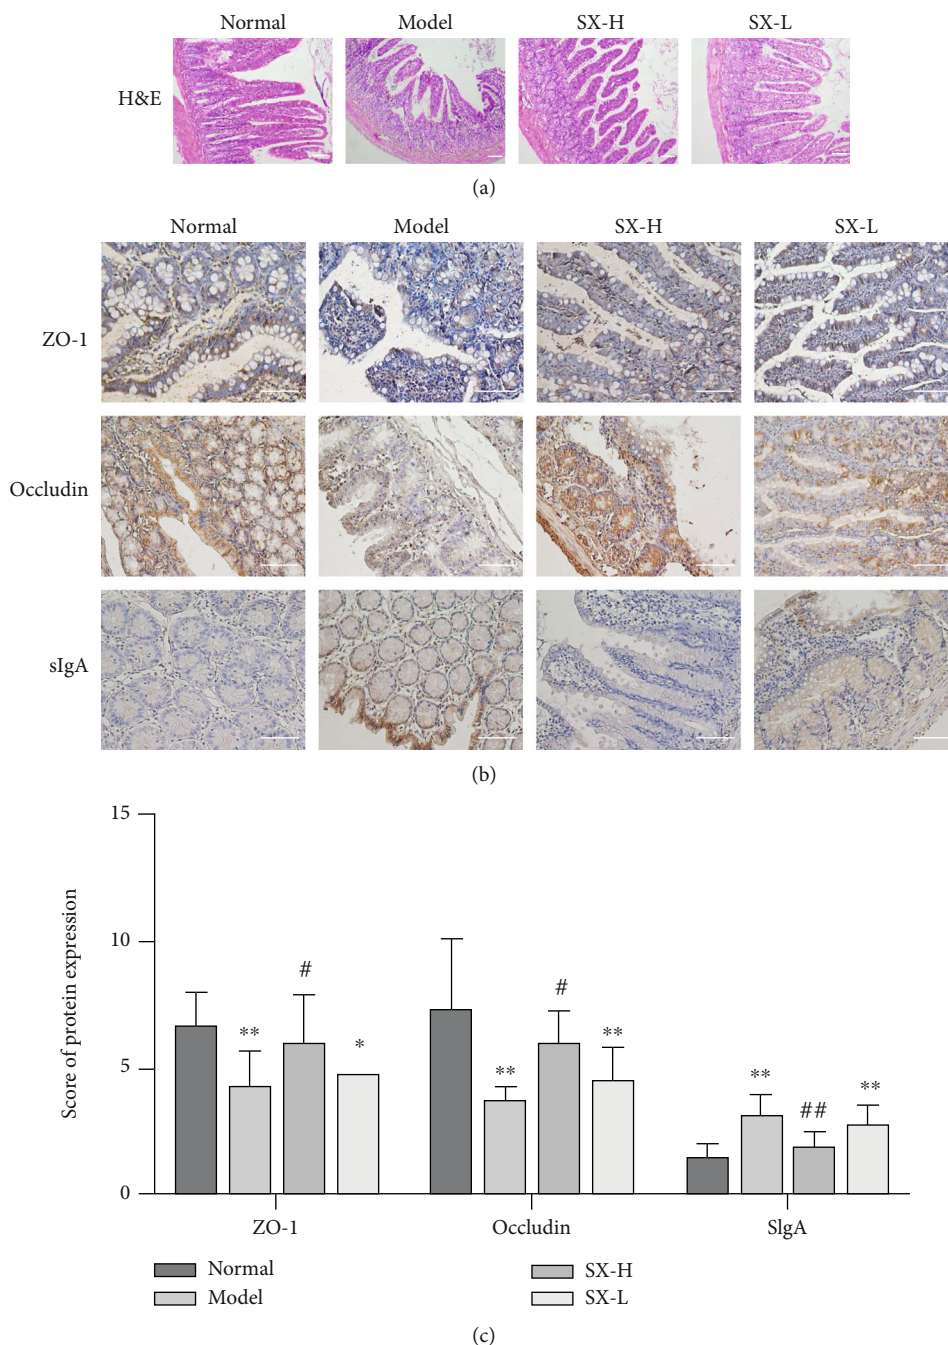 Normal Model SX-H SX-L
H&E
(a)
Normal Model SX-H SX-L
ZO-1
Occludin
sIgA
(b)
15
10
5
0
Score of protein expression
** # *
** # **
** ## **
ZO-1 Occludin SIgA
Normal SX-H
Model SX-L
(c)